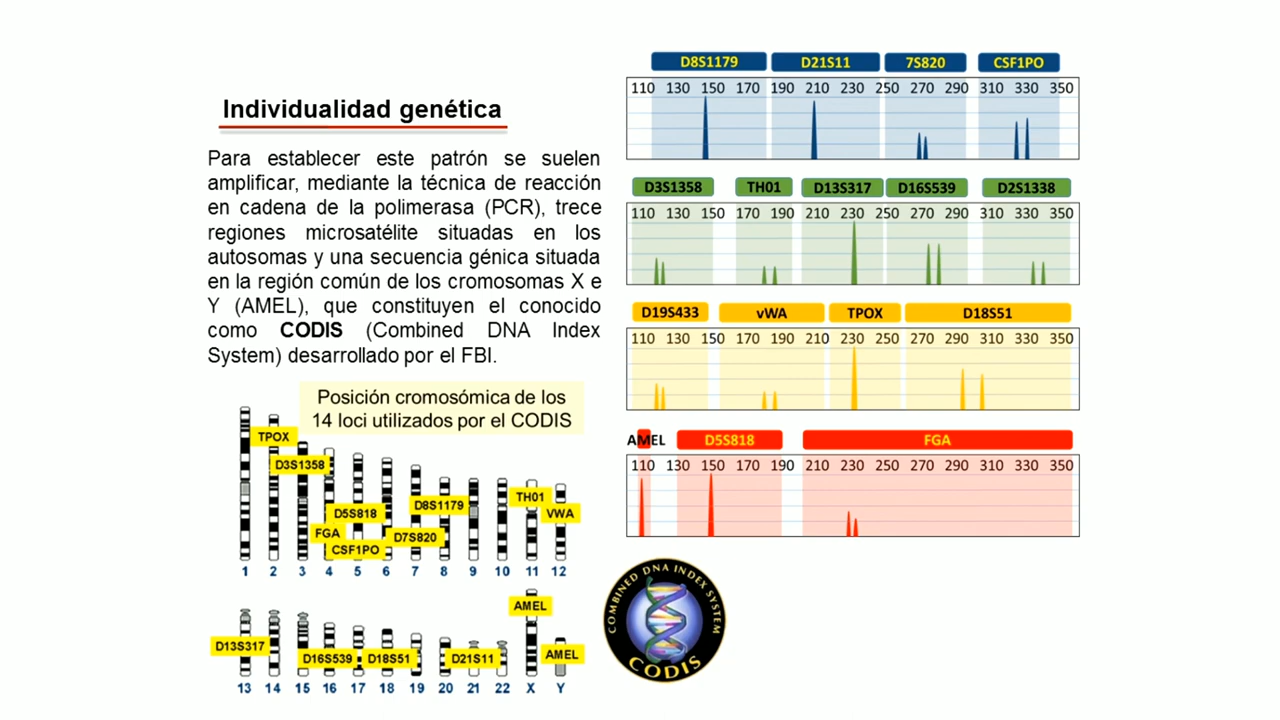 Individualidad genética
Para establecer este patrón se suelen
amplificar, mediante la técnica de reacción
en cadena de la polimerasa (PCR), trece
regiones microsatélite situadas en los
autosomas y una secuencia génica situada
en la región común de los cromosomas X e
Y (AMEL), que constituyen el conocido
como CODIS (Combined DNA Index
System) desarrollado por el FBI.
Posición cromosómica de los
14 loci utilizados por el CODIS
TPOX
D3S1358
D5S818
FGA
CSF1PO
D7S820
D8S1179
TH01
VWA
1 2 3 4 5 6 7 8 9 10 11 12
AMEL
D13S317
D16S539
D18S51
D21S11
AMEL
13 14 15 16 17 18 19 20 21 22 X Y
D8S1179 D21S11 7S820 CSF1PO
110 130 150 170 190 210 230 250 270 290 310 330 350
D3S1358 TH01 D13S317 D16S539 D2S1338
110 130 150 170 190 210 230 250 270 290 310 330 350
D19S433 vWA TPOX D18S51
110 130 150 170 190 210 230 250 270 290 310 330 350
AMEL D5S818 FGA
110 130 150 170 190 210 230 250 270 290 310 330 350
COMBINED DNA INDEX SYSTEM
CODIS